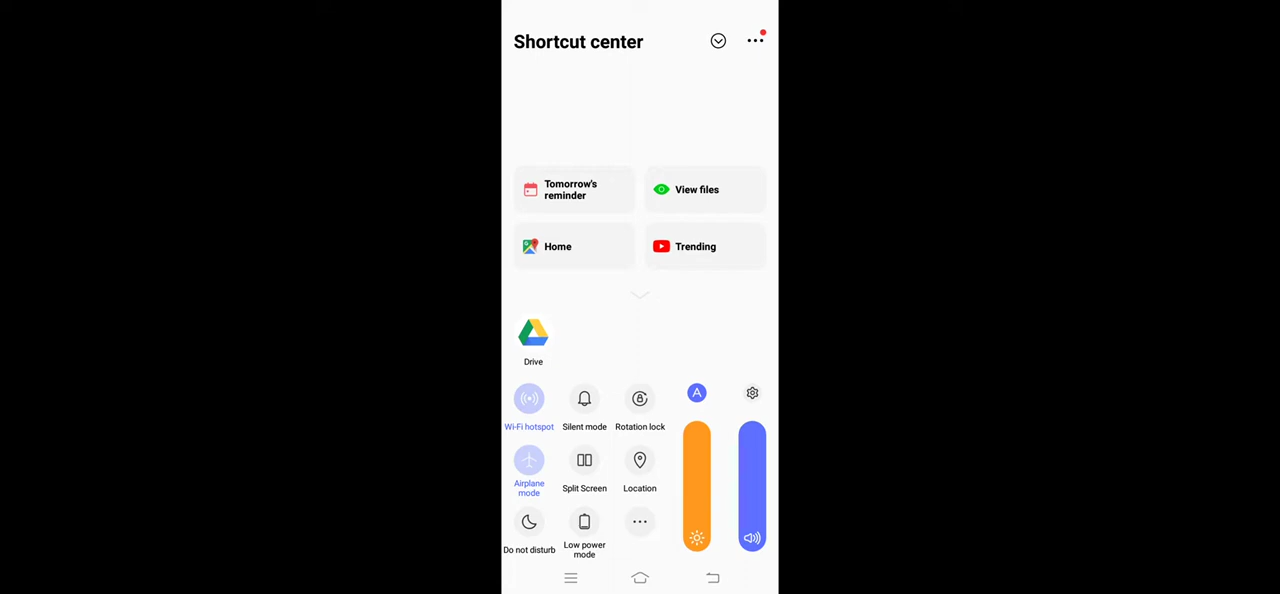 Shortcut center
Tomorrow's
reminder
View files
Home
Trending
Drive
A
Wi-Fi hotspot
Silent mode
Rotation lock
Airplane
mode
Split Screen
Location
Do not disturb
Low power
mode